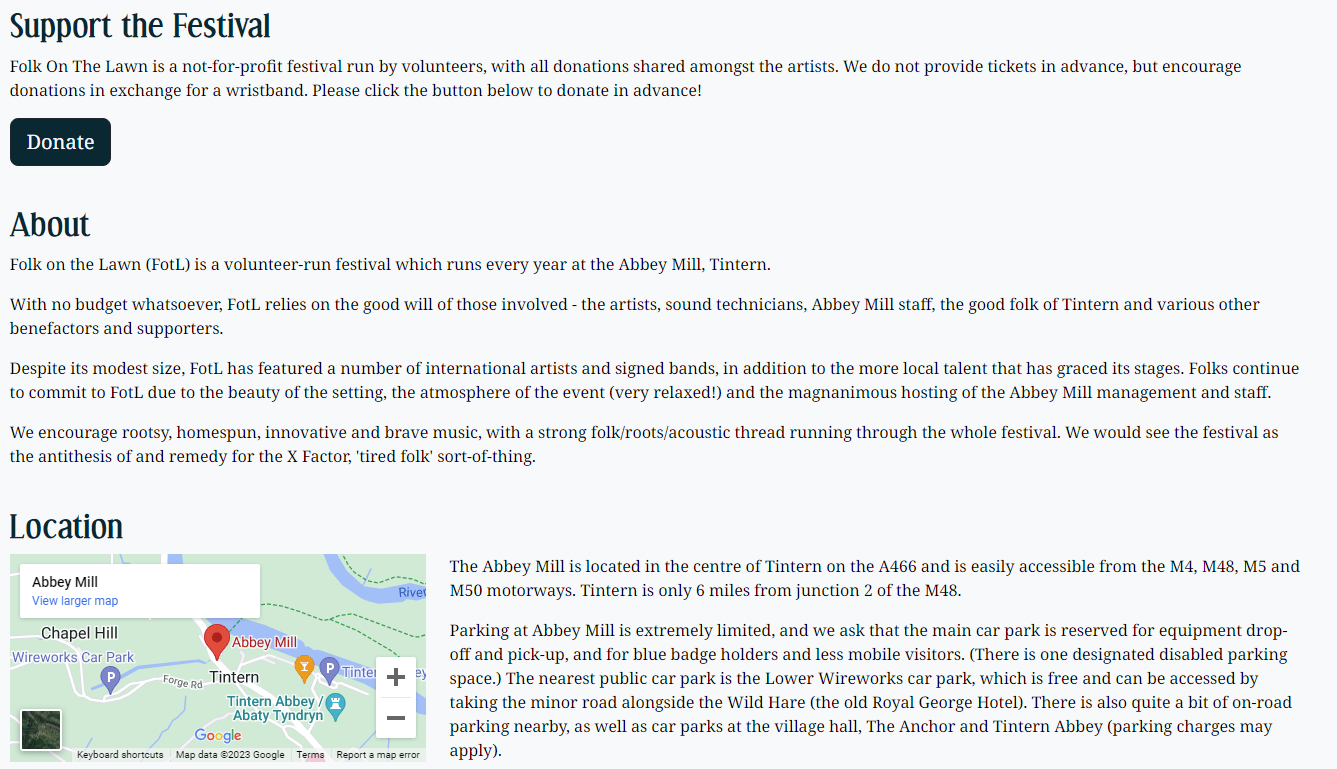 Support the Festival
Folk On The Lawn is a not-for-profit festival run by volunteers, with all donations shared amongst the artists. We do not provide tickets in advance, but encourage
donations in exchange for a wristband. Please click the button below to donate in advance!
Donate
About
Folk on the Lawn (FotL) is a volunteer-run festival which runs every year at the Abbey Mill, Tintern.
With no budget whatsoever, FotL relies on the good will of those involved - the artists, sound technicians, Abbey Mill staff, the good folk of Tintern and various other
benefactors and supporters.
Despite its modest size, FotL has featured a number of international artists and signed bands, in addition to the more local talent that has graced its stages. Folks continue
to commit to FotL due to the beauty of the setting, the atmosphere of the event (very relaxed!) and the magnanimous hosting of the Abbey Mill management and staff.
We encourage rootsy, homespun, innovative and brave music, with a strong folk/roots/acoustic thread running through the whole festival. We would see the festival as
the antithesis of and remedy for the X Factor, 'tired folk' sort-of-thing.
Location
Abbey Mill
View larger map
River
Chapel Hill
Abbey Mill
Wireworks Car Park
P
Forge Rd
Tintern
P
Tinte
ey
Tintern Abbey /
Abaty Tyndryn
Google
Keyboard shortcuts
Map data ©2023 Google
Terms
Report a map error
The Abbey Mill is located in the centre of Tintern on the A466 and is easily accessible from the M4, M48, M5 and
M50 motorways. Tintern is only 6 miles from junction 2 of the M48.
Parking at Abbey Mill is extremely limited, and we ask that the main car park is reserved for equipment drop-
off and pick-up, and for blue badge holders and less mobile visitors. (There is one designated disabled parking
space.) The nearest public car park is the Lower Wireworks car park, which is free and can be accessed by
taking the minor road alongside the Wild Hare (the old Royal George Hotel). There is also quite a bit of on-road
parking nearby, as well as car parks at the village hall, The Anchor and Tintern Abbey (parking charges may
apply).